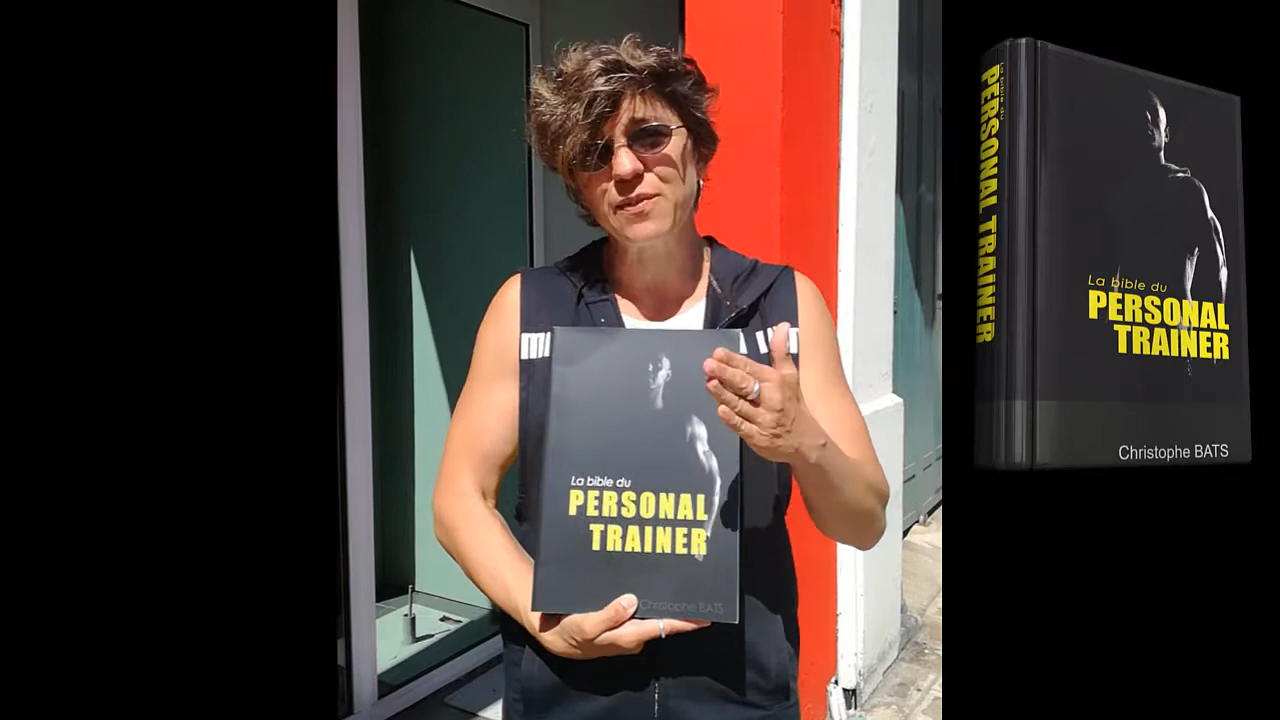 La bible du
PERSONAL
TRAINER
Christophe BATS
La bible du
PERSONAL TRAINER
La bible du
PERSONAL
TRAINER
Christophe BATS